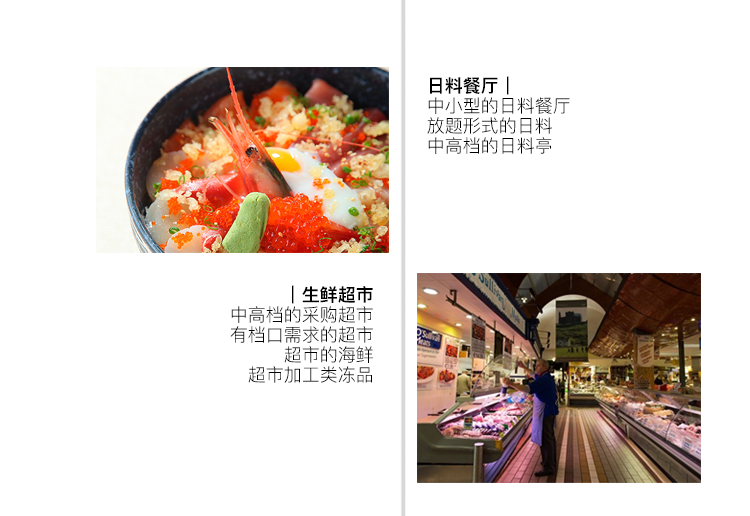 日料餐厅｜
中小型的日料餐厅
放题形式的日料
中高档的日料亭
｜生鲜超市
中高档的采购超市
有档口需求的超市
超市的海鲜
超市加工类冻品